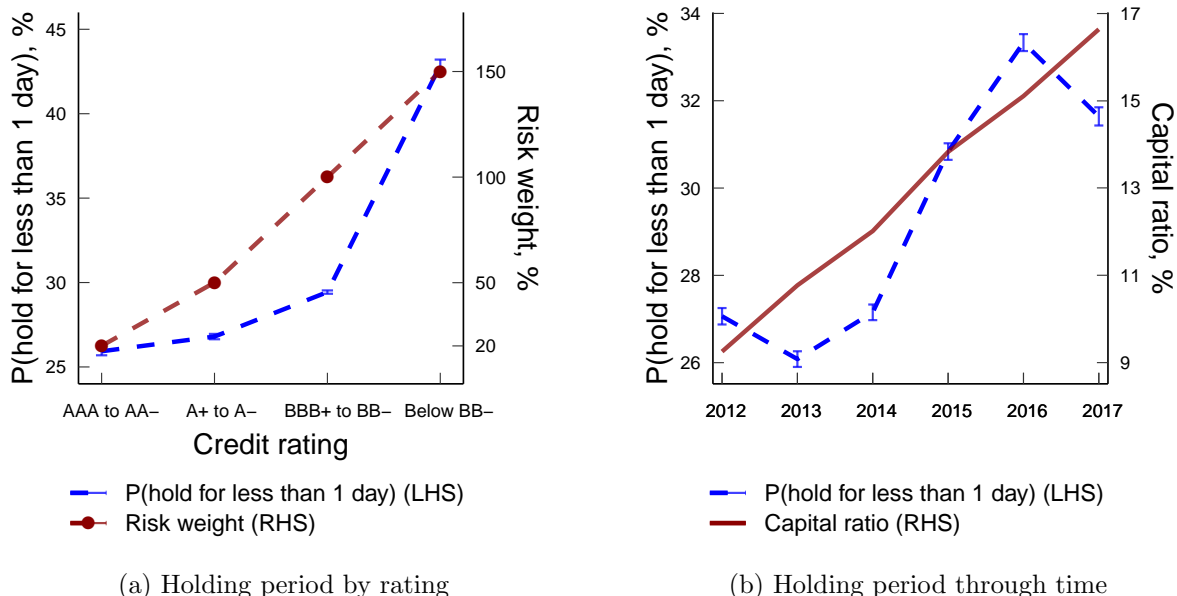 P(hold for less than 1 day), %
45
40
35
30
25
150
100
50
20
Risk weight, %
AAA to AA− A+ to A− BBB+ to BB− Below BB−
Credit rating
P(hold for less than 1 day) (LHS)
Risk weight (RHS)
(a) Holding period by rating
P(hold for less than 1 day), %
34
32
30
28
26
17
15
13
11
9
Capital ratio, %
2012 2013 2014 2015 2016 2017
P(hold for less than 1 day) (LHS)
Capital ratio (RHS)
(b) Holding period through time